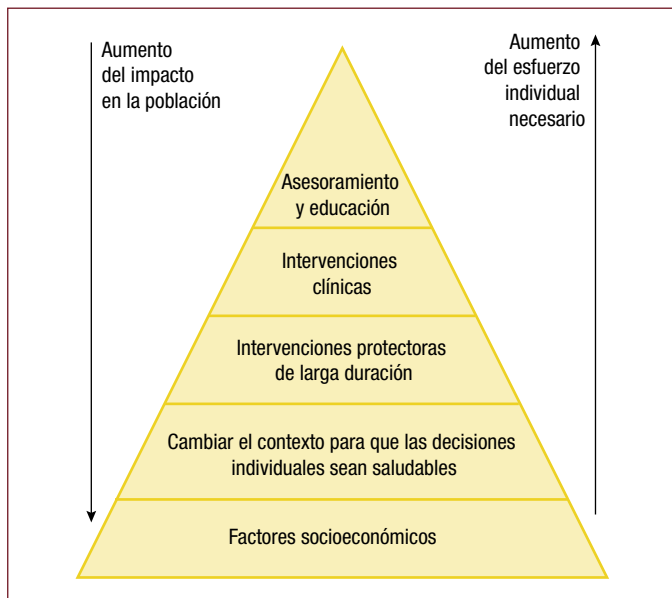 Aumento
del impacto
en la población
Aumento
del esfuerzo
individual
necesario
Asesoramiento
y educación
Intervenciones
clínicas
Intervenciones protectoras
de larga duración
Cambiar el contexto para que las decisiones
individuales sean saludables
Factores socioeconómicos